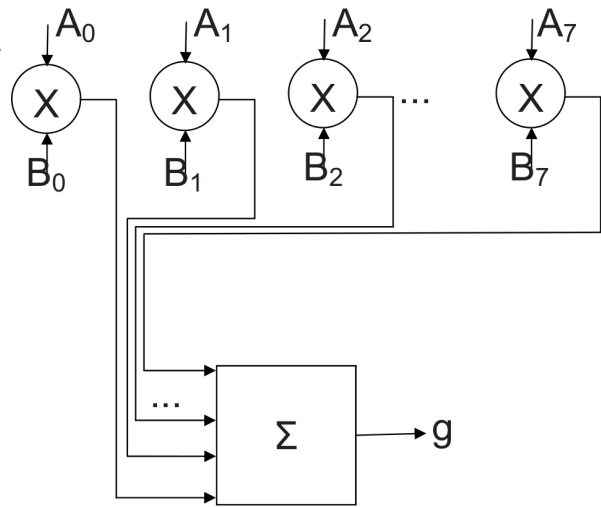 A₀ A₁ A₂ A₇
X X X ... X
B₀ B₁ B₂ B₇
...
Σ g